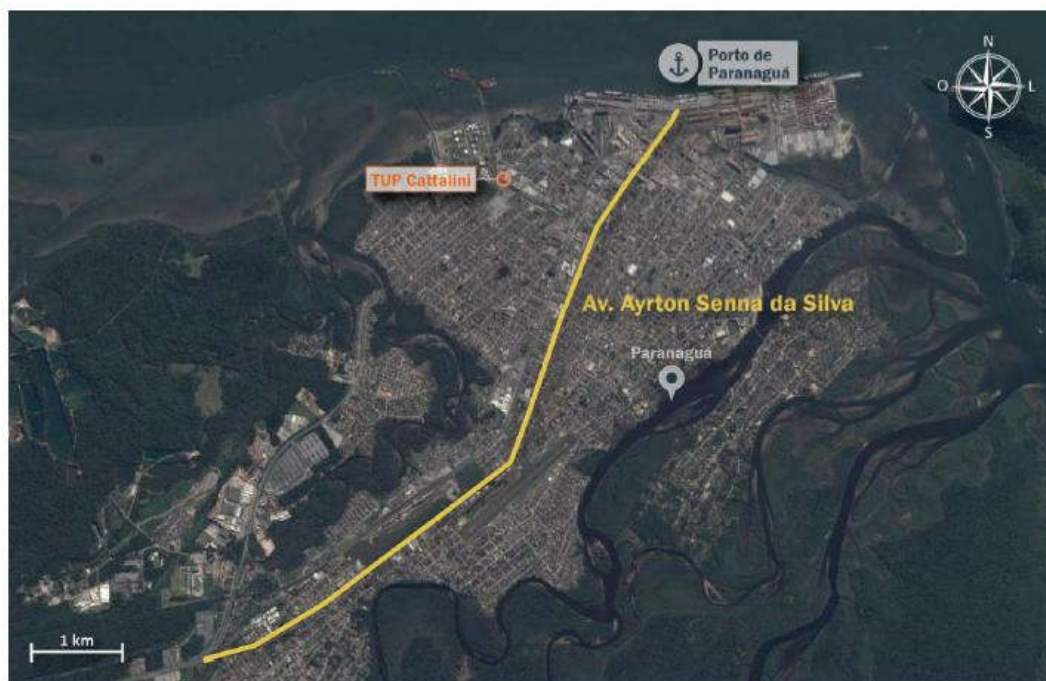 Porto de
Paranaguá
N
O
L
S
TUP Cattalini
Av. Ayrton Senna da Silva
Paranaguá
1 km